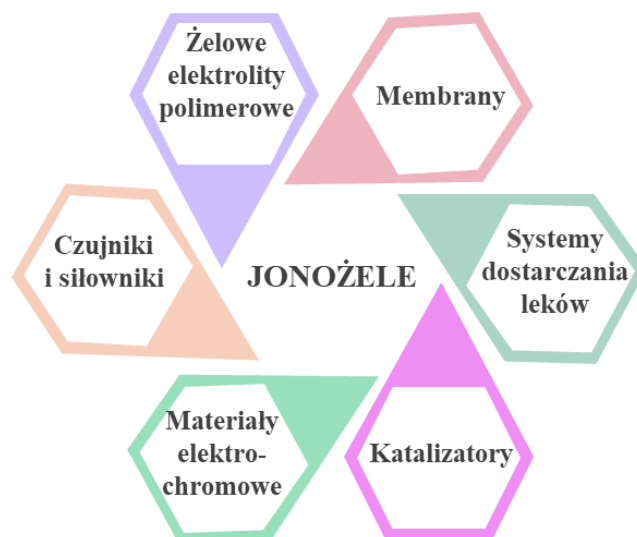 Żelowe
elektrolity
polimerowe
Membrany
Czujniki
i siłowniki
JONOŻELE
Systemy
dostarczania
leków
Materiały
elektro-
chromowe
Katalizatory